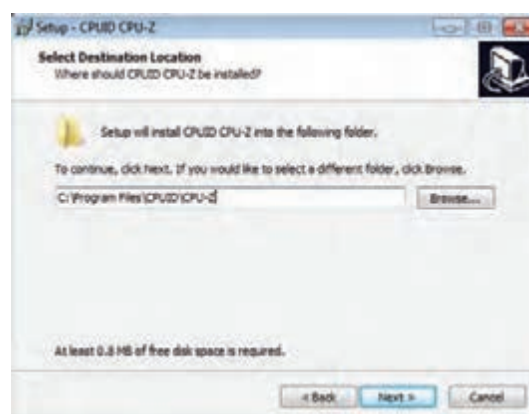 Setup - CPUID CPU-Z
Select Destination Location
Where should CPUID CPU-Z be installed?
Setup will install CPUID CPU-Z into the following folder.
To continue, click Next. If you would like to select a different folder, click Browse.
C:\Program Files\CPUID\CPU-Z
Browse...
At least 0.8 MB of free disk space is required.
< Back
Next >
Cancel